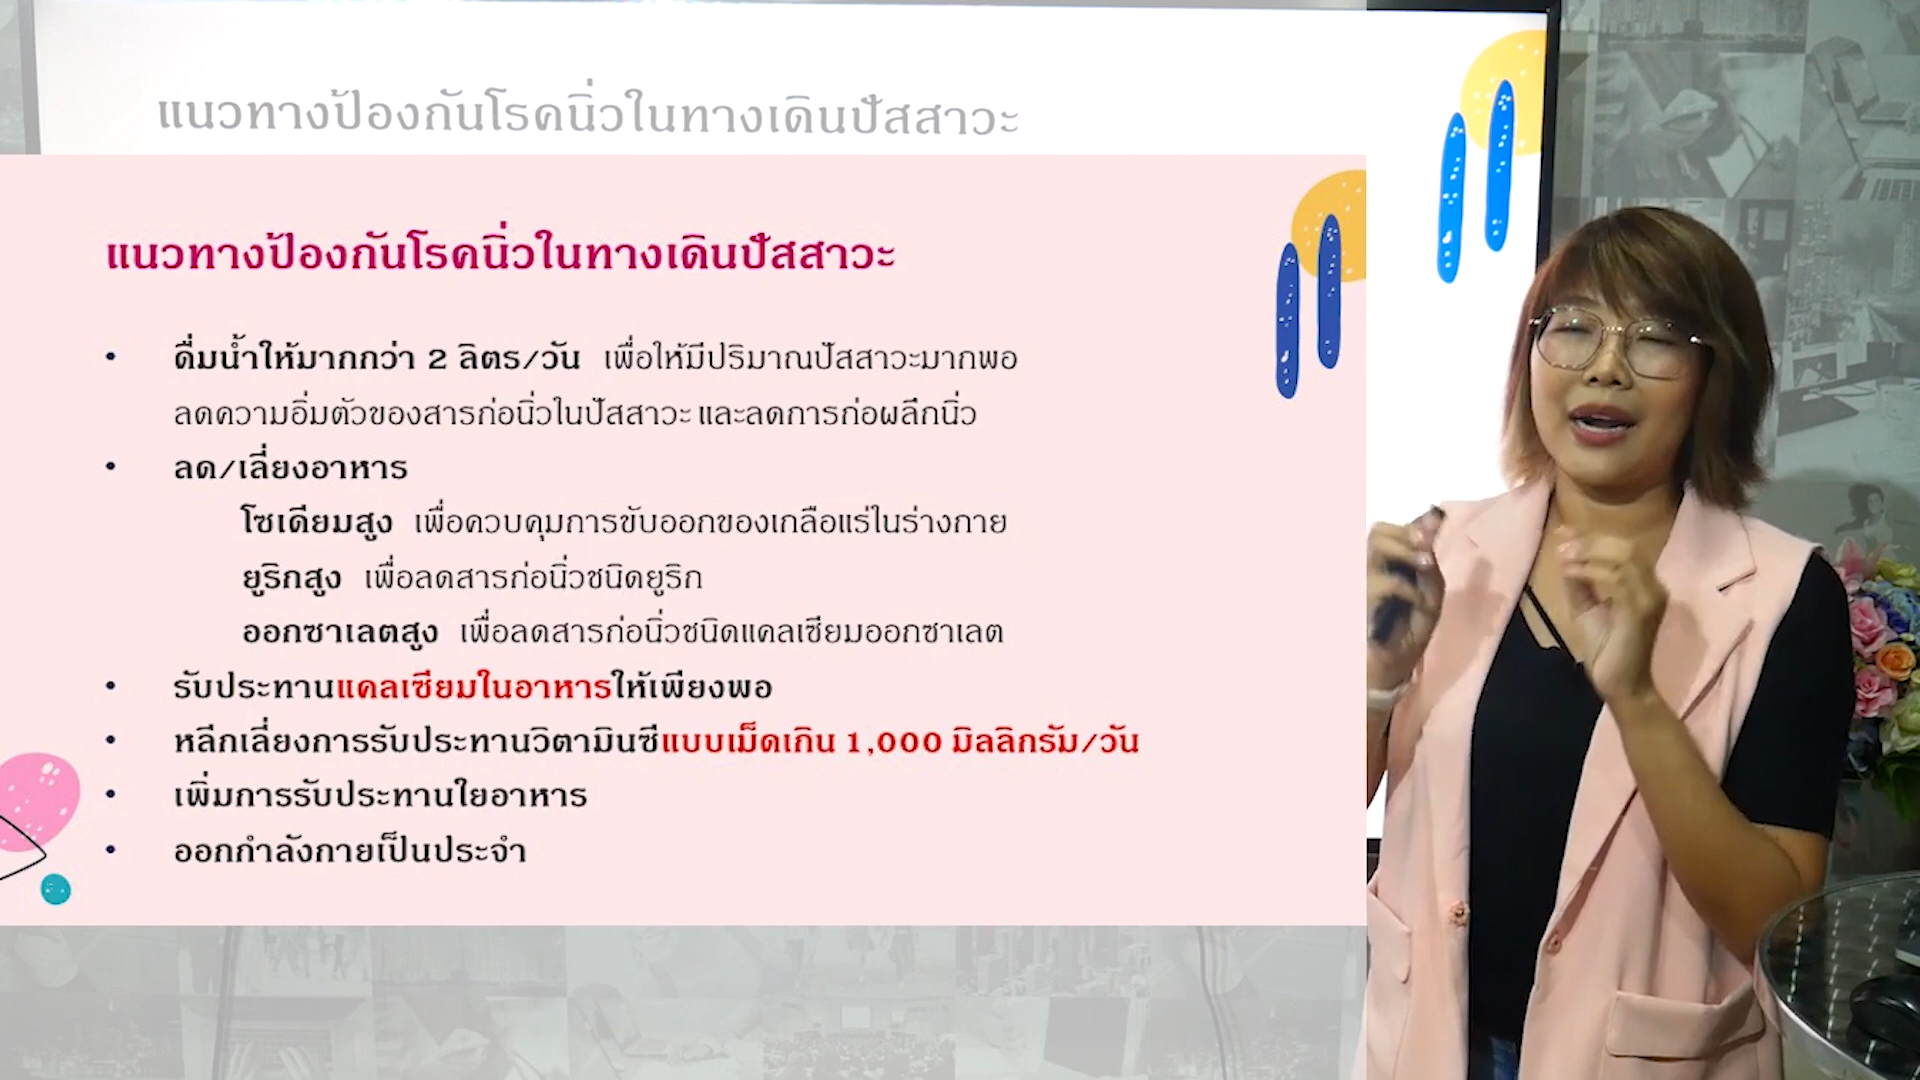 แนวทางป้องกันโรคนิ่วในทางเดินปัสสาวะ
แนวทางป้องกันโรคนิ่วในทางเดินปัสสาวะ
• ดื่มน้ำให้มากกว่า 2 ลิตร/วัน เพื่อให้มีปริมาณปัสสาวะมากพอ
ลดความอิ่มตัวของสารก่อนิ่วในปัสสาวะ และลดการก่อผลึกนิ่ว
• ลด/เลี่ยงอาหาร
โซเดียมสูง เพื่อควบคุมการขับออกของเกลือแร่ในร่างกาย
ยูริกสูง เพื่อลดสารก่อนิ่วชนิดยูริก
ออกซาเลตสูง เพื่อลดสารก่อนิ่วชนิดแคลเซียมออกซาเลต
• รับประทานแคลเซียมในอาหารให้เพียงพอ
• หลีกเลี่ยงการรับประทานวิตามินซีแบบเม็ดเกิน 1,000 มิลลิกรัม/วัน
• เพิ่มการรับประทานใยอาหาร
• ออกกำลังกายเป็นประจำ